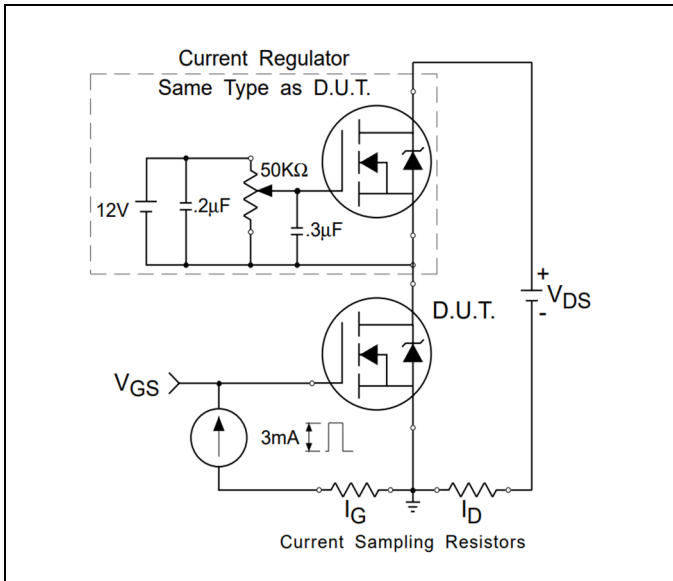 Current Regulator
Same Type as D.U.T.
50KΩ
12V
.2μF
.3μF
+
VDS
-
D.U.T.
VGS
3mA
IG
ID
Current Sampling Resistors